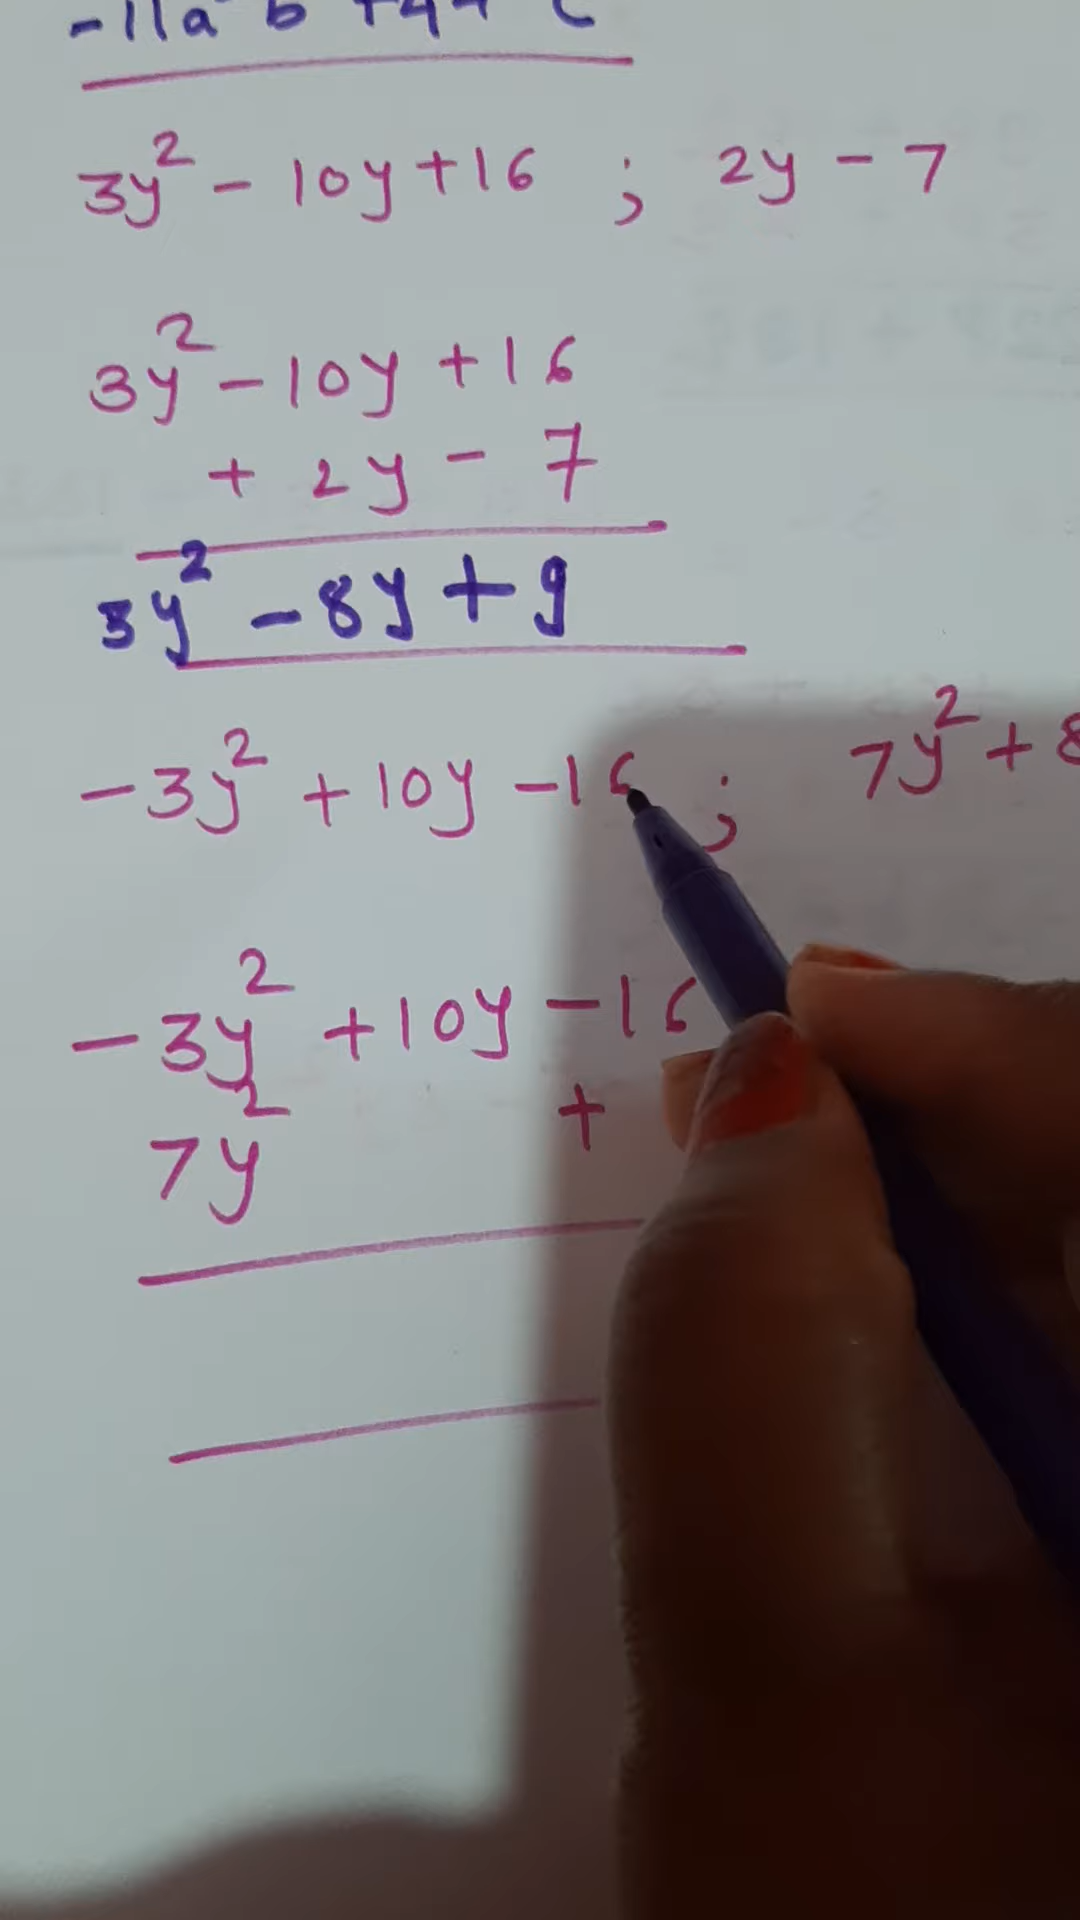 3y² - 10y + 16 ; 2y - 7
3y² - 10y + 16
+ 2y - 7
3y² - 8y + 9
-3y² + 10y - 16 ; 7y² + 8
-3y² + 10y - 16
7y² +